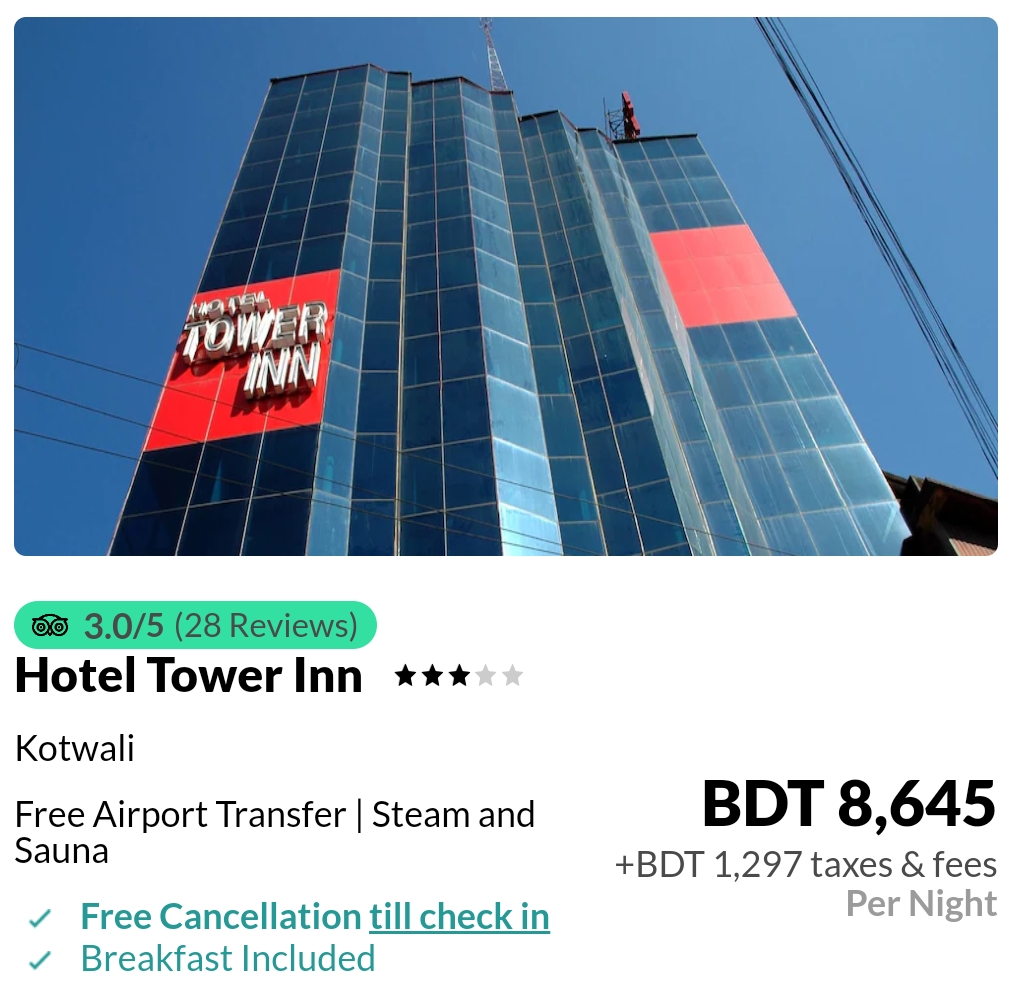 HOTEL
TOWER
INN
3.0/5 (28 Reviews)
Hotel Tower Inn
Kotwali
Free Airport Transfer | Steam and
Sauna
BDT 8,645
+BDT 1,297 taxes & fees
Per Night
Free Cancellation till check in
Breakfast Included